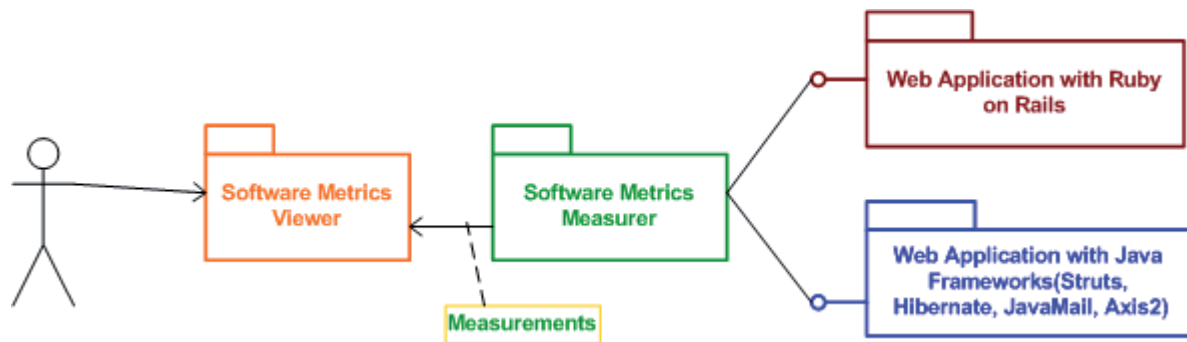 Web Application with Ruby
on Rails
Software Metrics
Viewer
Software Metrics
Measurer
Web Application with Java
Frameworks(Struts,
Hibernate, JavaMail, Axis2)
Measurements